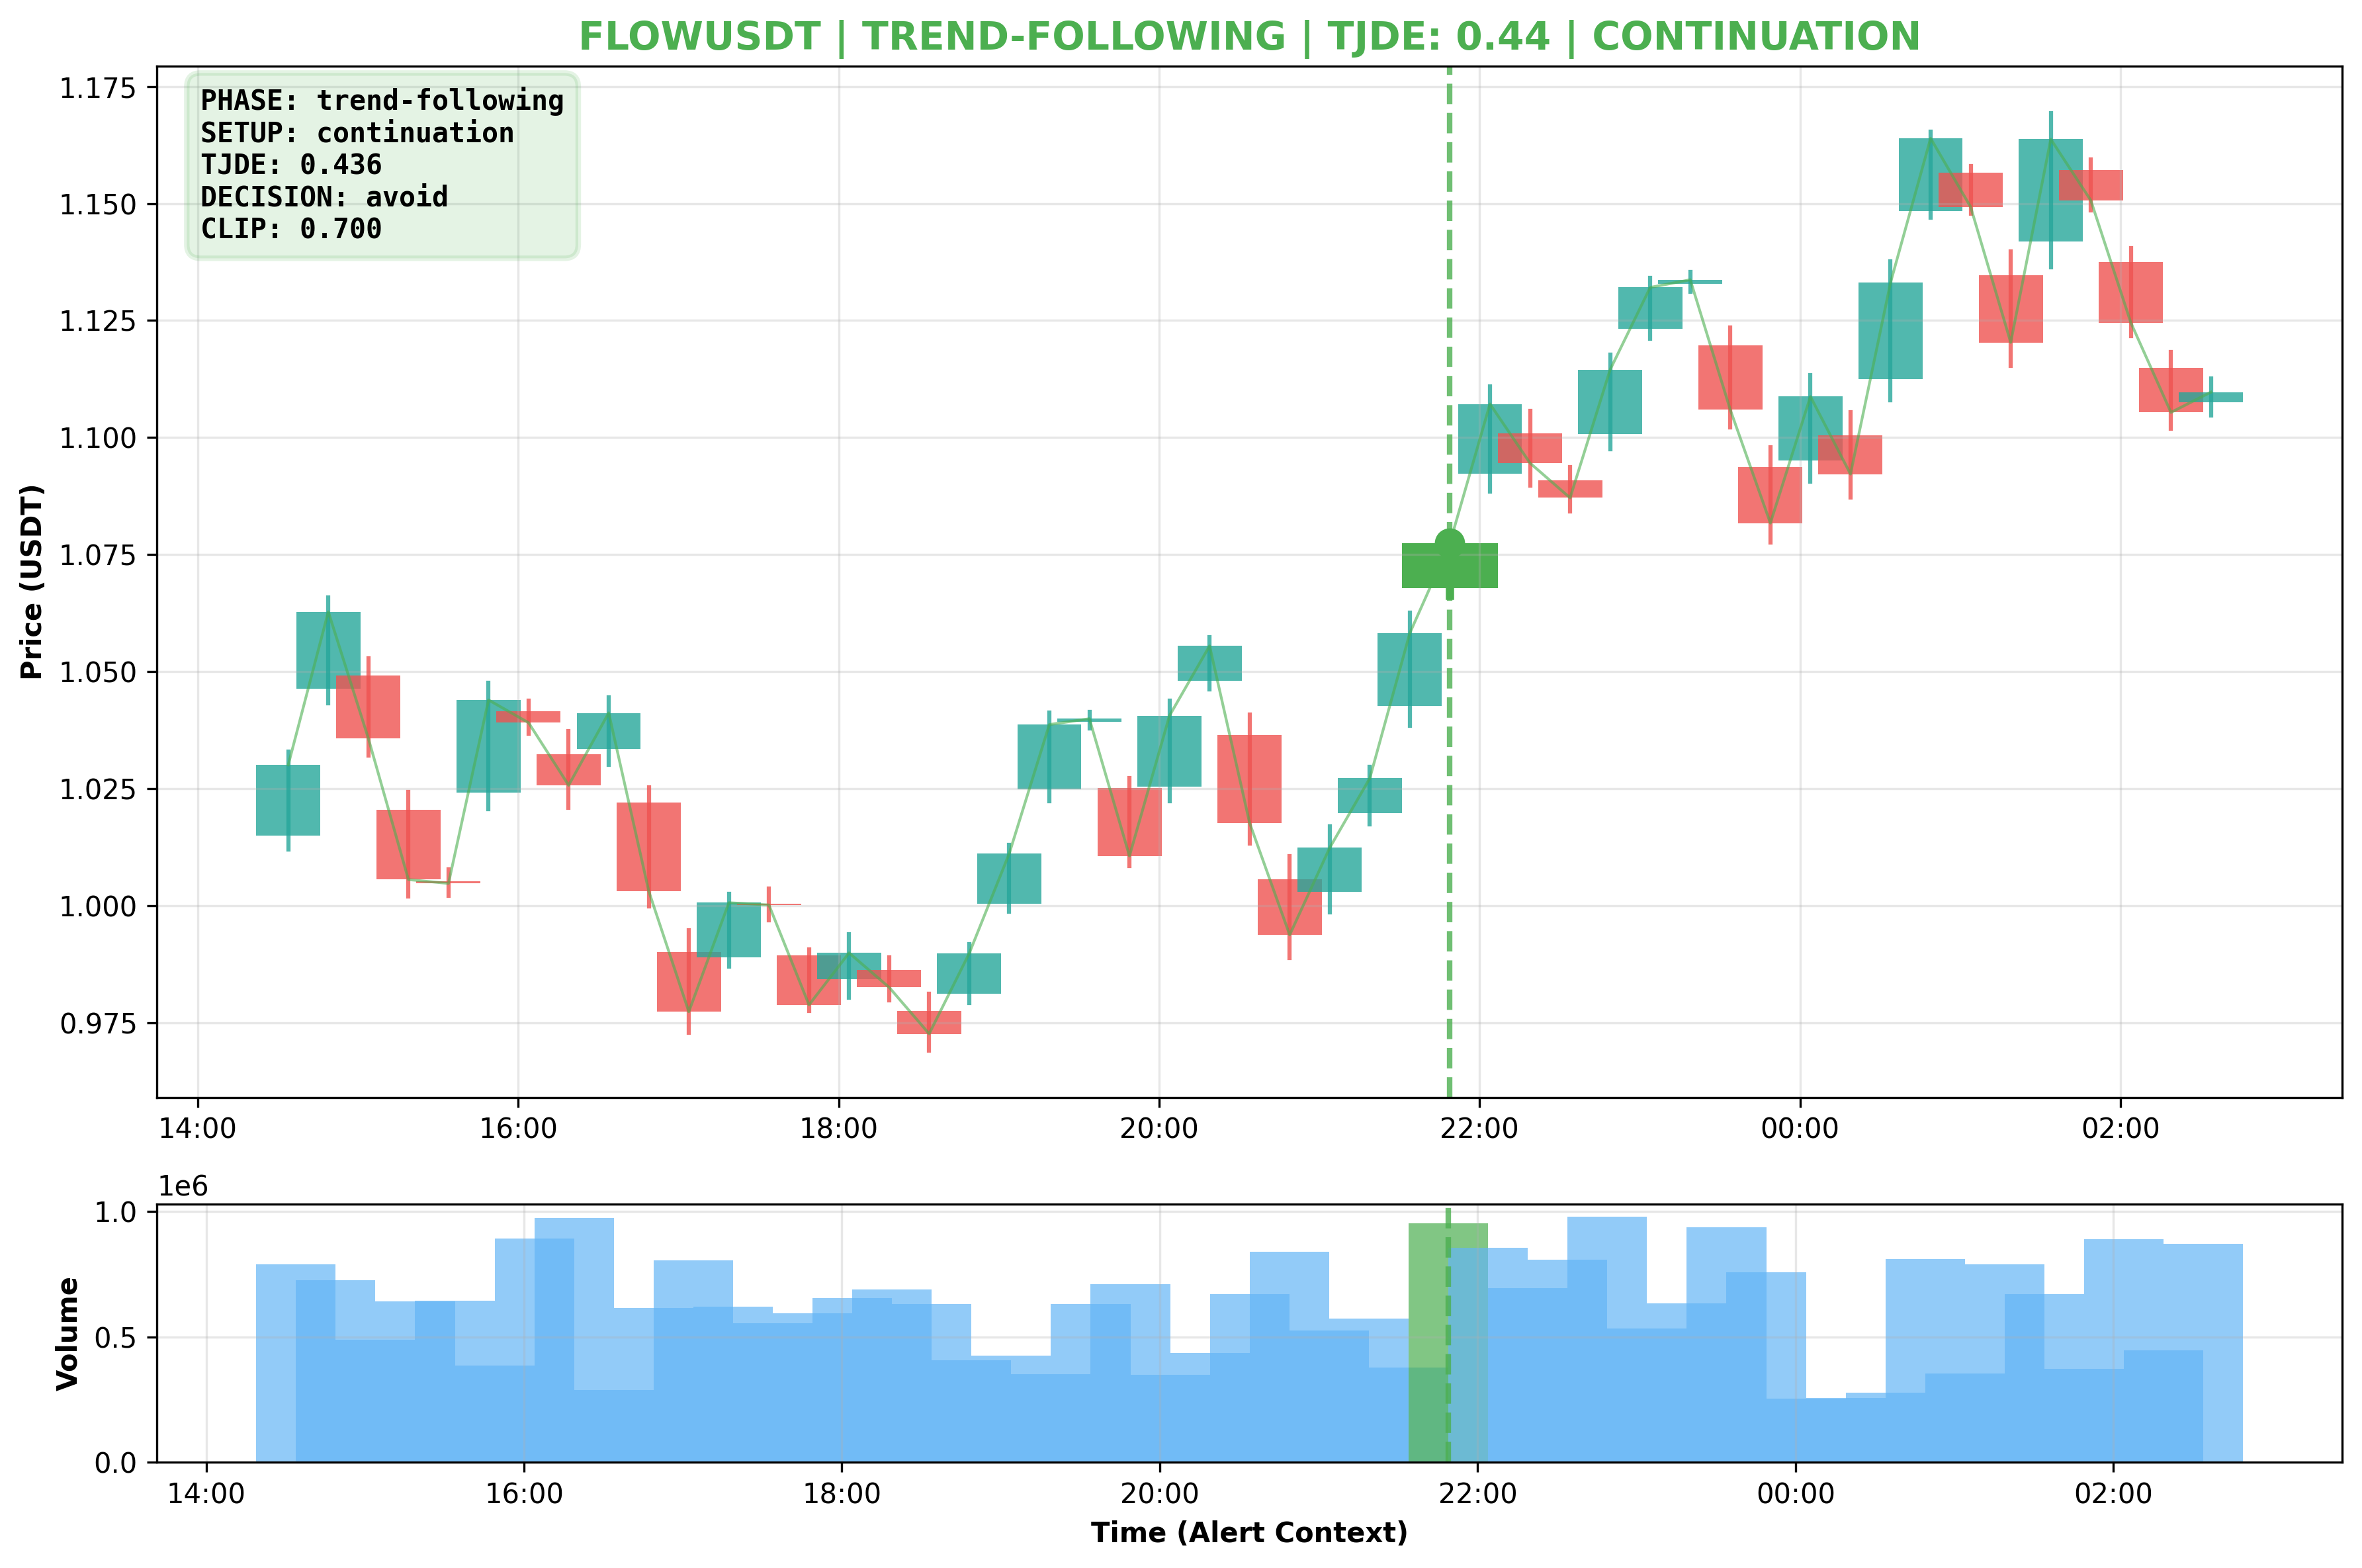 FLOWUSDT | TREND-FOLLOWING | TJDE: 0.44 | CONTINUATION
PHASE: trend-following
SETUP: continuation
TJDE: 0.436
DECISION: avoid
CLIP: 0.700
Price (USDT)
1.175
1.150
1.125
1.100
1.075
1.050
1.025
1.000
0.975
14:00 16:00 18:00 20:00 22:00 00:00 02:00
1e6
Volume
1.0
0.5
0.0
14:00 16:00 18:00 20:00 22:00 00:00 02:00
Time (Alert Context)